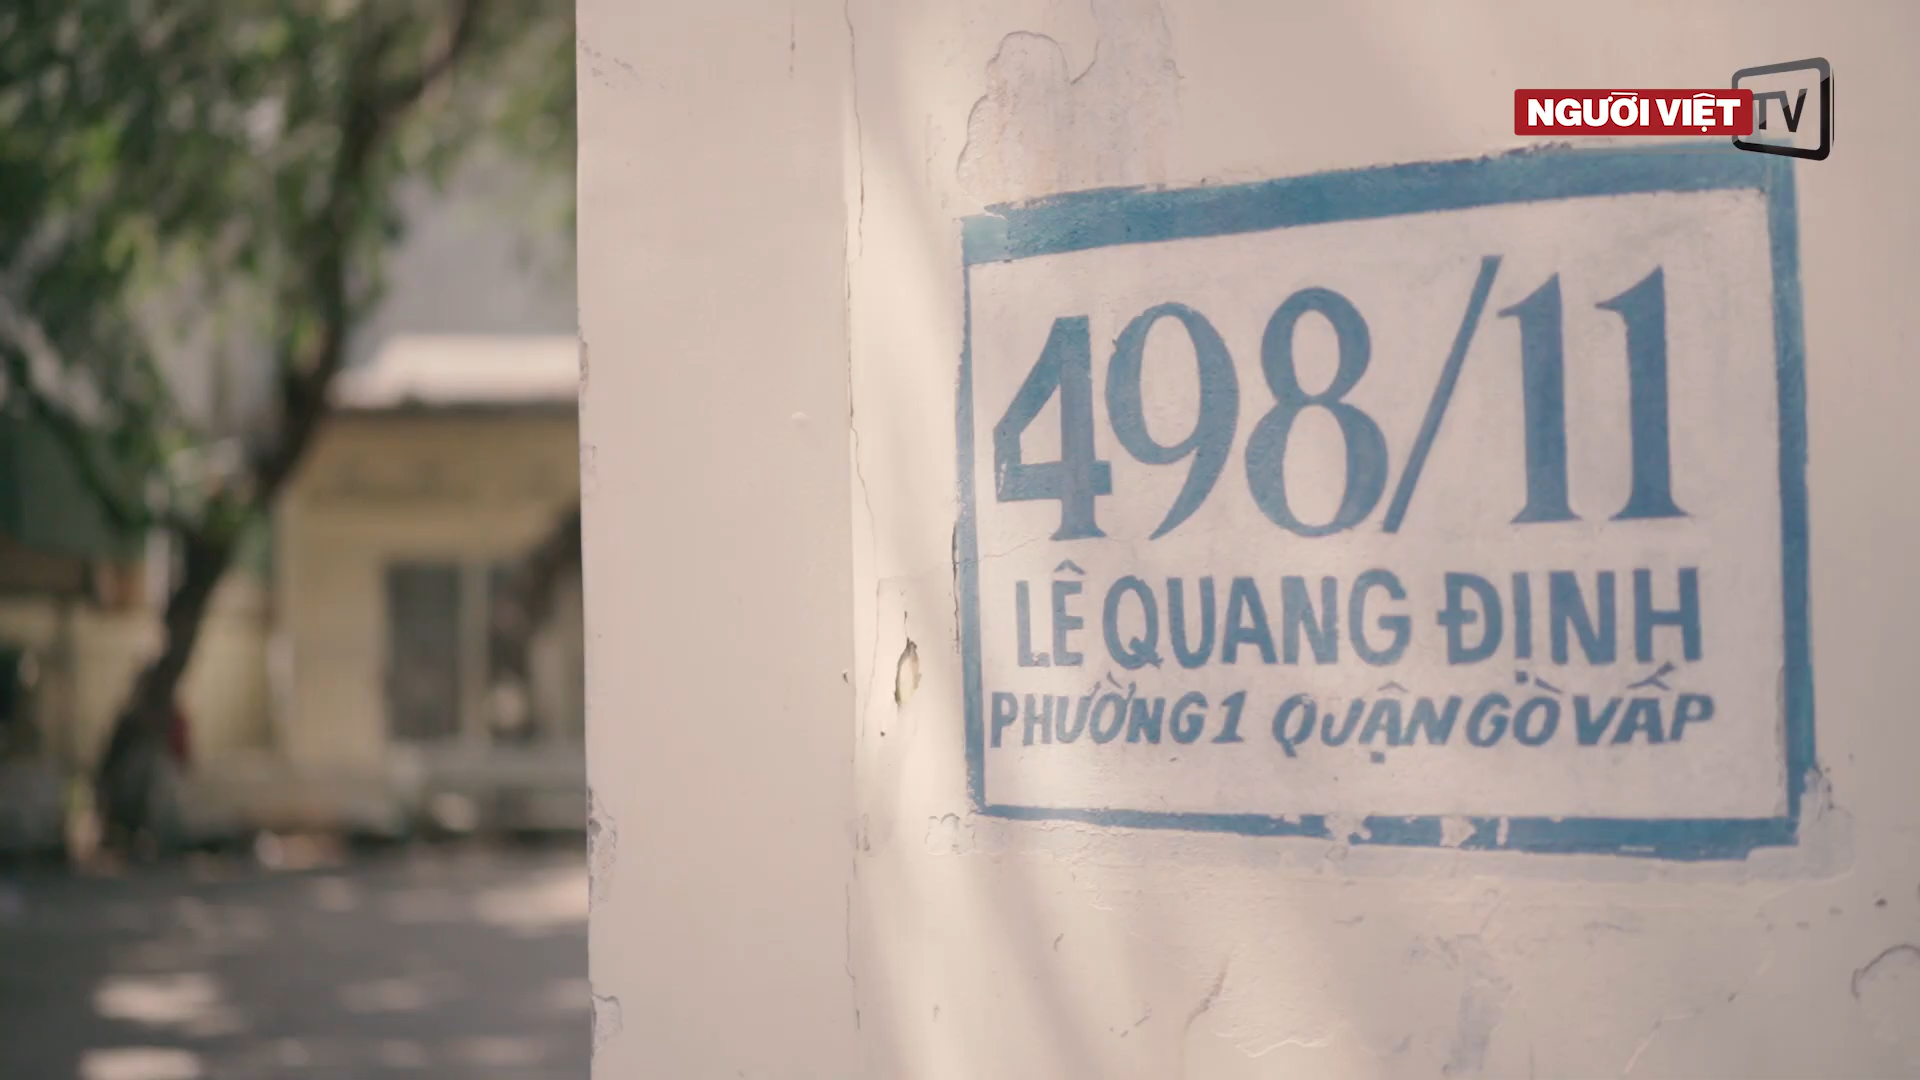 NGƯỜI VIỆT TV
498/11
LÊ QUANG ĐỊNH
PHƯỜNG 1 QUẬN GÒ VẤP